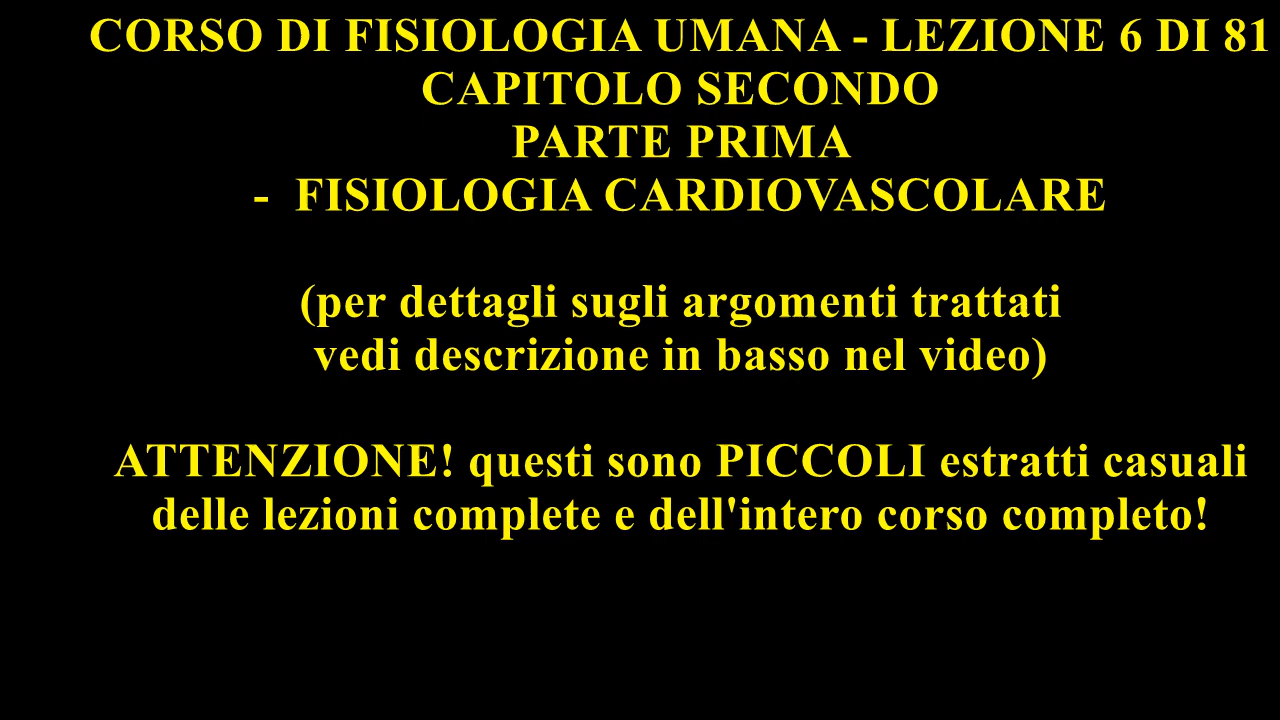 CORSO DI FISIOLOGIA UMANA - LEZIONE 6 DI 81
CAPITOLO SECONDO
PARTE PRIMA
- FISIOLOGIA CARDIOVASCOLARE
(per dettagli sugli argomenti trattati
vedi descrizione in basso nel video)
ATTENZIONE! questi sono PICCOLI estratti casuali
delle lezioni complete e dell'intero corso completo!